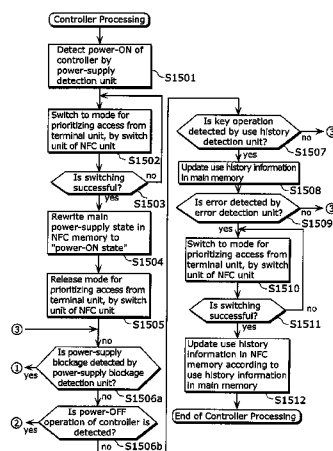 Controller Processing
Detect power-ON of
controller by
power-supply
detection unit
S1501
Switch to mode for
prioritizing access from
terminal unit, by switch
unit of NFC unit
S1502
Is switching
successful?
no
S1503
yes
Rewrite main
power-supply state in
NFC memory to
"power-ON state"
S1504
Release mode for
prioritizing access from
terminal unit, by switch
unit of NFC unit
S1505
③
no
Is power-supply
blockage detected by
power-supply blockage
detection unit?
①
yes
S1506a
no
Is power-OFF
operation of controller is
detected?
②
yes
S1506b
no
Is key operation
detected by use history
detection unit?
no
③
S1507
yes
Update use history information
in main memory
S1508
Is error detected by
error detection unit?
no
③
S1509
yes
Switch to mode for
prioritizing access from
terminal unit, by switch
unit of NFC unit
S1510
Is switching
successful?
no
S1511
yes
Update use history
information in NFC
memory according to
use history information
in main memory
S1512
End of Controller Processing